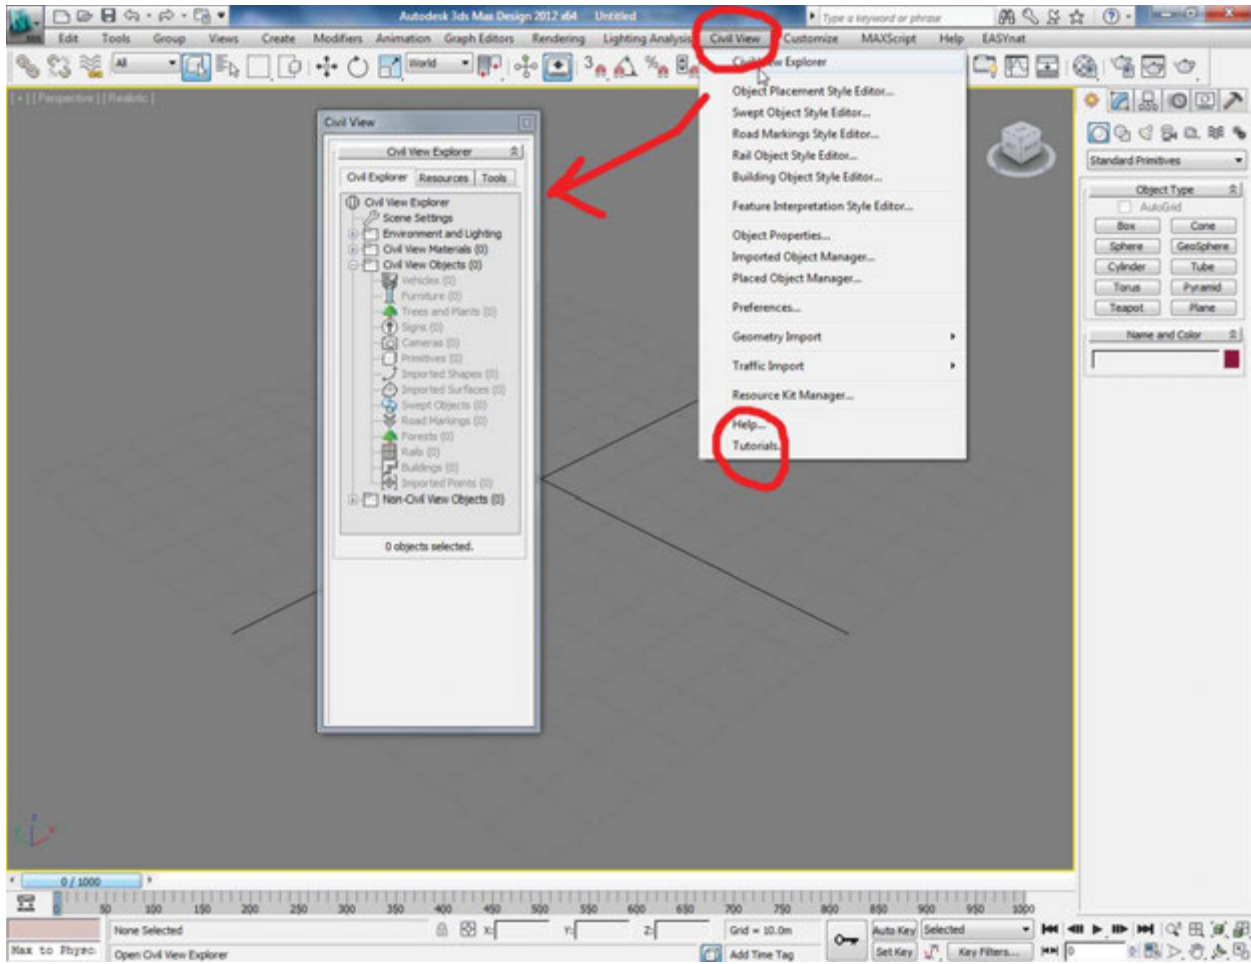 Autodesk 3ds Max Design 2012 x64 Untitled
Type a keyword or phrase
Edit Tools Group Views Create Modifiers Animation Graph Editors Rendering Lighting Analysis Civil View Customize MAXScript Help EASYnat
All
World
3
[ + ] [ Perspective ] [ Realistic ]
Civil View
Civil View Explorer
Civil Explorer Resources Tools
Civil View Explorer
Scene Settings
Environment and Lighting
Civil View Materials (0)
Civil View Objects (0)
Vehicles (0)
Furniture (0)
Trees and Plants (0)
Signs (0)
Cameras (0)
Primitives (0)
Imported Shapes (0)
Imported Surfaces (0)
Swept Objects (0)
Road Markings (0)
Forests (0)
Rails (0)
Buildings (0)
Imported Points (0)
Non-Civil View Objects (0)
0 objects selected.
Civil View Explorer
Object Placement Style Editor...
Swept Object Style Editor...
Road Markings Style Editor...
Rail Object Style Editor...
Building Object Style Editor...
Feature Interpretation Style Editor...
Object Properties...
Imported Object Manager...
Placed Object Manager...
Preferences...
Geometry Import
Traffic Import
Resource Kit Manager...
Help...
Tutorials...
Standard Primitives
Object Type
AutoGrid
Box Cone
Sphere GeoSphere
Cylinder Tube
Torus Pyramid
Teapot Plane
Name and Color
z
x
0 / 1000
50 100 150 200 250 300 350 400 450 500 550 600 650 700 750 800 850 900 950 1000
None Selected X: Y: Z: Grid = 10.0m Auto Key Selected
Max to Physc Open Civil View Explorer Add Time Tag Set Key Key Filters... 0